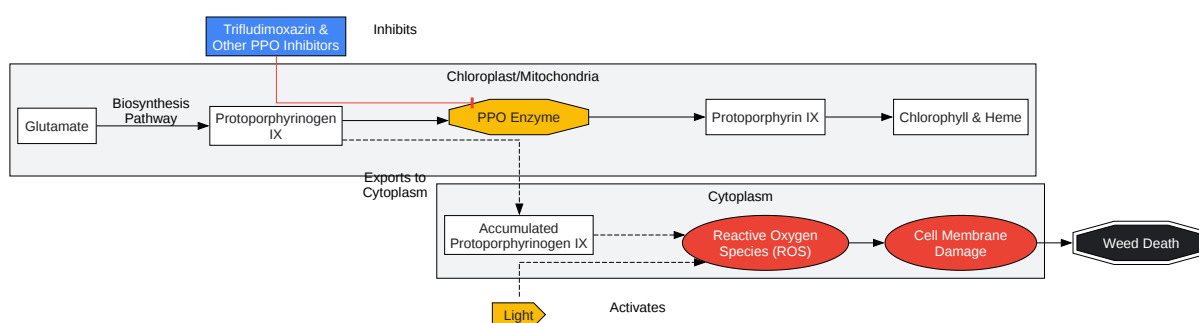 Trifludimoxazin &
Other PPO Inhibitors
Inhibits
Chloroplast/Mitochondria
Glutamate
Biosynthesis
Pathway
Protoporphyrinogen
IX
PPO Enzyme
Protoporphyrin IX
Chlorophyll & Heme
Exports to
Cytoplasm
Cytoplasm
Accumulated
Protoporphyrinogen IX
Reactive Oxygen
Species (ROS)
Cell Membrane
Damage
Weed Death
Light
Activates